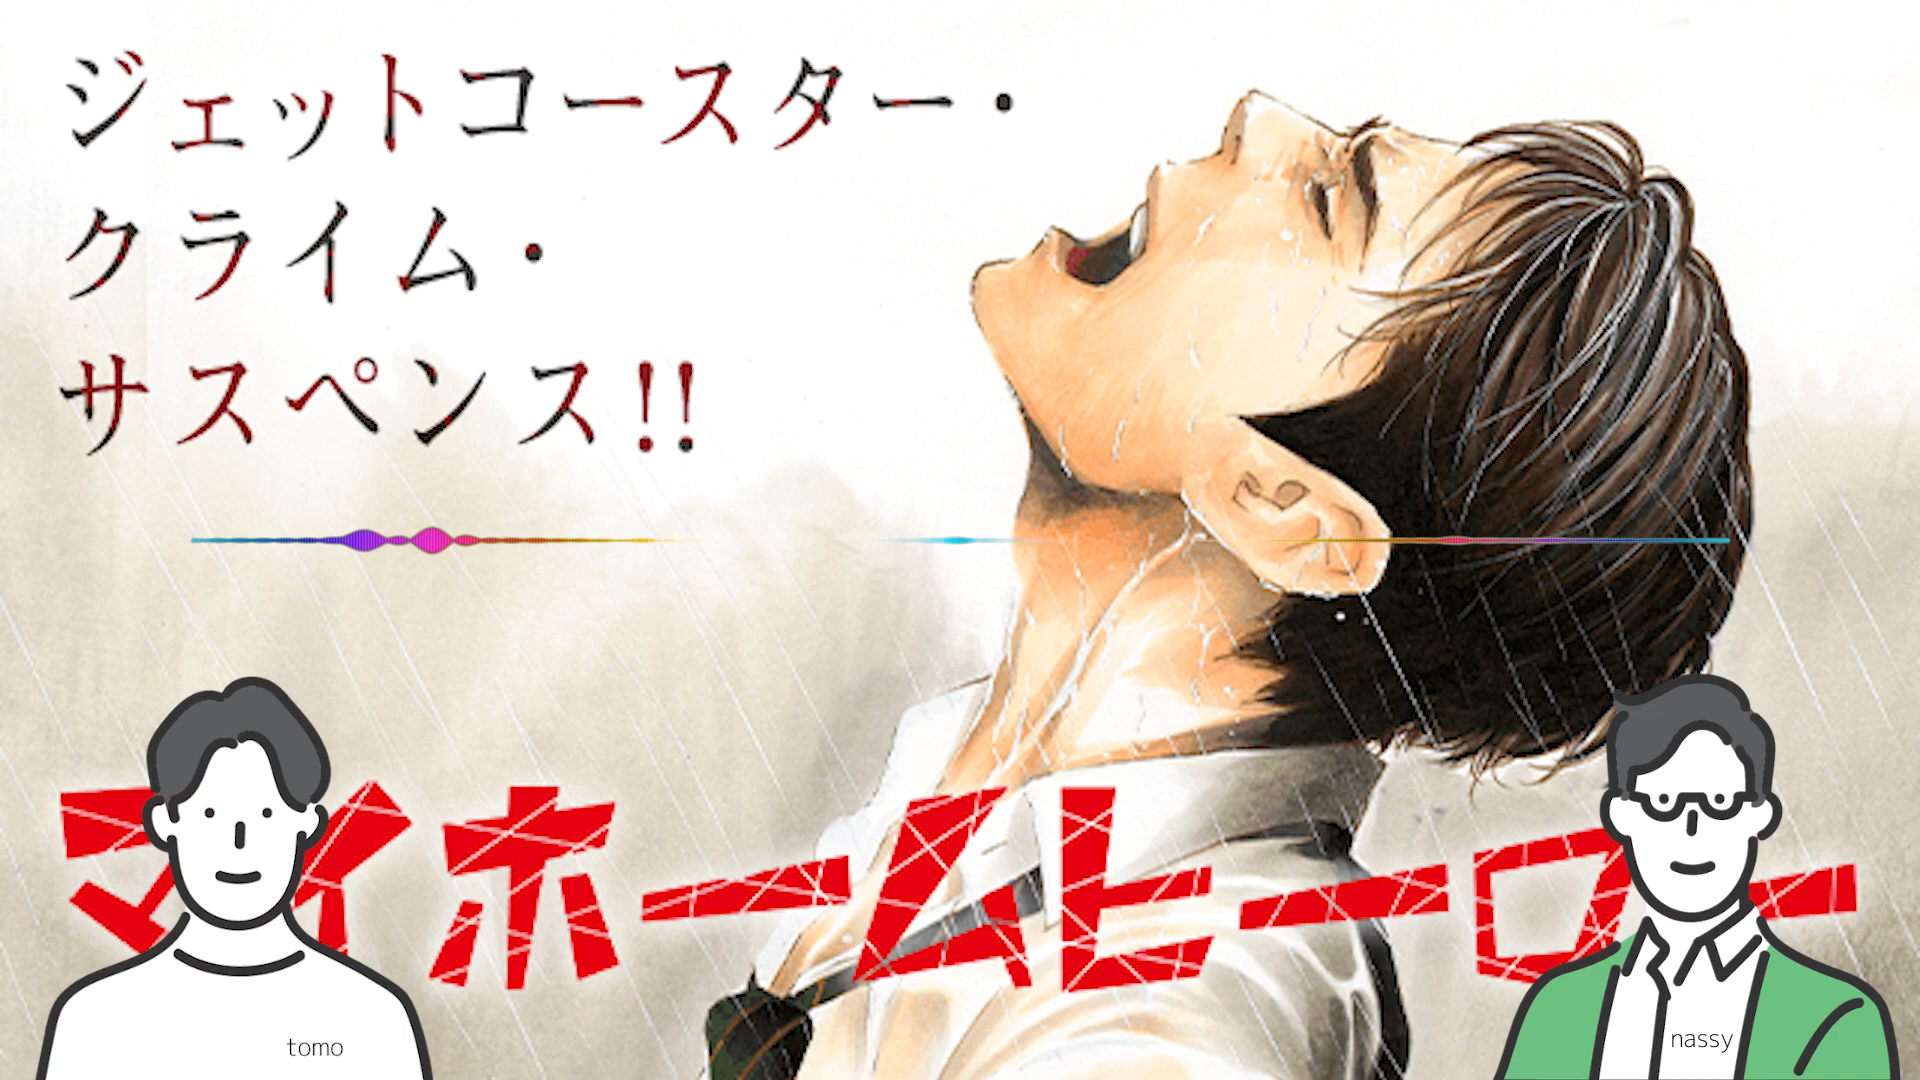 ジェットコースター・
クライム・
サスペンス!!
マイホームヒーロー
tomo
nassy